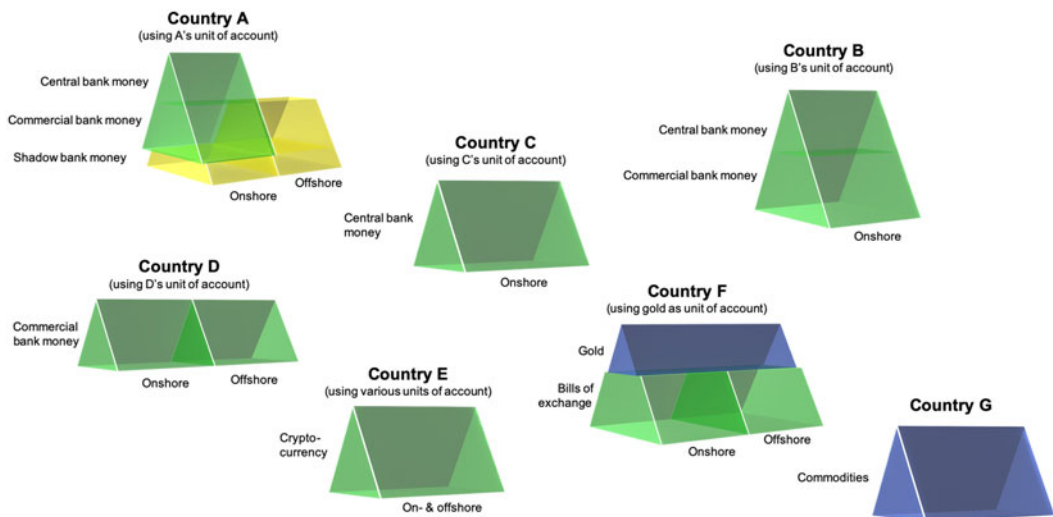 Country A
(using A's unit of account)
Central bank money
Commercial bank money
Shadow bank money
Onshore
Offshore
Country B
(using B's unit of account)
Central bank money
Commercial bank money
Onshore
Country C
(using C's unit of account)
Central bank
money
Onshore
Country D
(using D's unit of account)
Commercial
bank money
Onshore
Offshore
Country E
(using various units of account)
Crypto-
currency
On- & offshore
Country F
(using gold as unit of account)
Gold
Bills of
exchange
Onshore
Offshore
Country G
Commodities